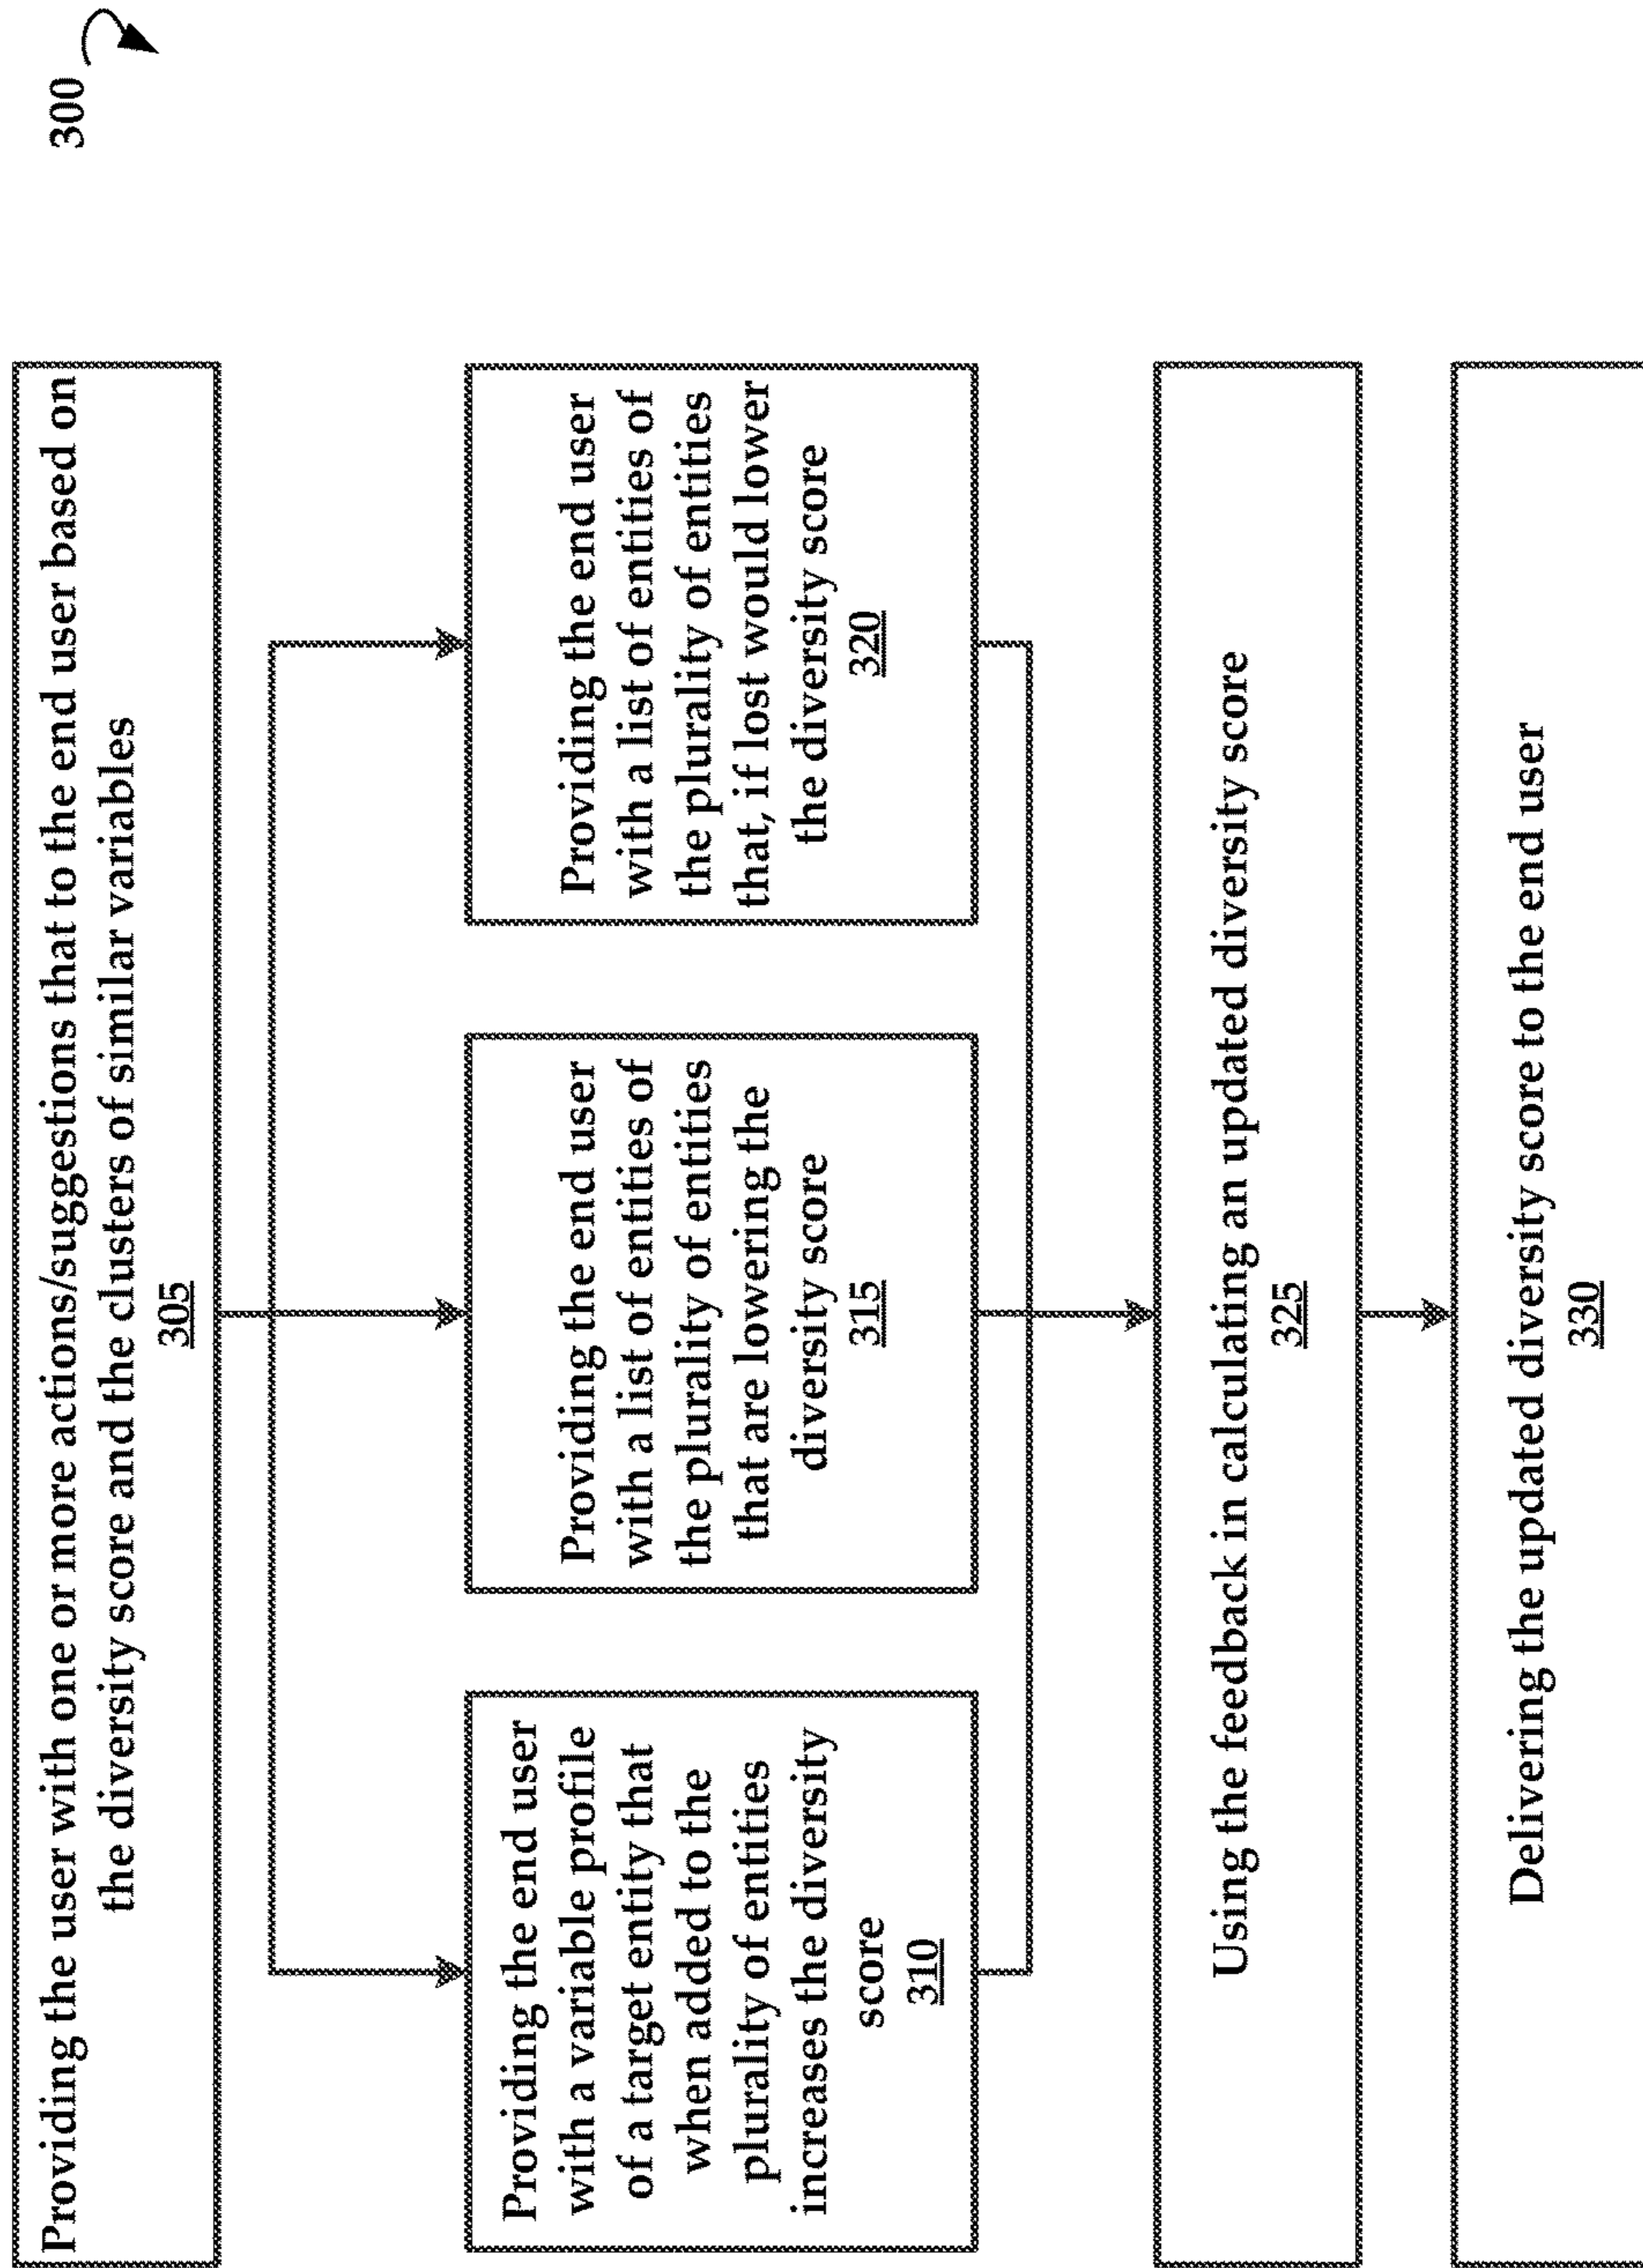 300
Providing the user with one or more actions/suggestions that to the end user based on
the diversity score and the clusters of similar variables
305
Providing the end user
with a variable profile
of a target entity that
when added to the
plurality of entities
increases the diversity
score
310
Providing the end user
with a list of entities of
the plurality of entities
that are lowering the
diversity score
315
Providing the end user
with a list of entities of
the plurality of entities
that, if lost would lower
the diversity score
320
Using the feedback in calculating an updated diversity score
325
Delivering the updated diversity score to the end user
330